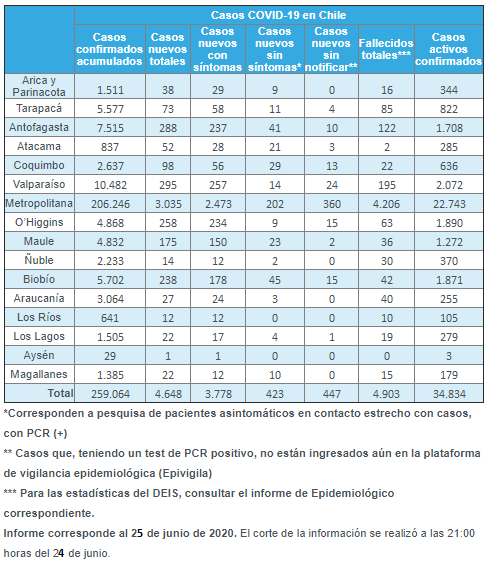 Casos COVID-19 en Chile
Casos confirmados acumulados Casos nuevos totales Casos nuevos con síntomas Casos nuevos sin síntomas* Casos nuevos sin notificar** Fallecidos totales*** Casos activos confirmados
Arica y Parinacota 1.511 38 29 9 0 16 344
Tarapacá 5.577 73 58 11 4 85 822
Antofagasta 7.515 288 237 41 10 122 1.708
Atacama 837 52 28 21 3 2 285
Coquimbo 2.637 98 56 29 13 22 636
Valparaíso 10.482 295 257 14 24 195 2.072
Metropolitana 206.246 3.035 2.473 202 360 4.206 22.743
O’Higgins 4.868 258 234 9 15 63 1.890
Maule 4.832 175 150 23 2 36 1.272
Ñuble 2.233 14 12 2 0 30 370
Biobío 5.702 238 178 45 15 42 1.871
Araucanía 3.064 27 24 3 0 40 255
Los Ríos 641 12 12 0 0 10 105
Los Lagos 1.505 22 17 4 1 19 279
Aysén 29 1 1 0 0 0 3
Magallanes 1.385 22 12 10 0 15 179
Total 259.064 4.648 3.778 423 447 4.903 34.834
*Corresponden a pesquisa de pacientes asintomáticos en contacto estrecho con casos,
con PCR (+)
** Casos que, teniendo un test de PCR positivo, no están ingresados aún en la plataforma
de vigilancia epidemiológica (Epivigila)
*** Para las estadísticas del DEIS, consultar el informe de Epidemiológico
correspondiente.
Informe corresponde al 25 de junio de 2020. El corte de la información se realizó a las 21:00
horas del 24 de junio.